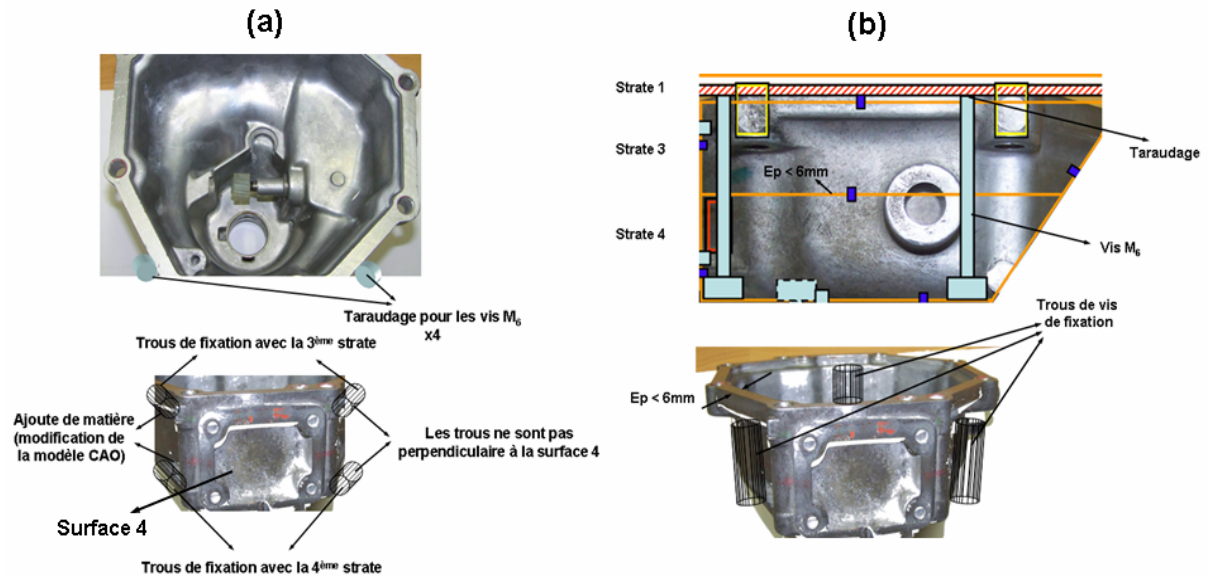 (a)
Taraudage pour les vis M6
x4
Trous de fixation avec la 3ème strate
Ajoute de matière
(modification de
la modèle CAO)
Les trous ne sont pas
perpendiculaire à la surface 4
Surface 4
Trous de fixation avec la 4ème strate
(b)
Strate 1
Strate 3
Strate 4
Ep < 6mm
Taraudage
Vis M6
Trous de vis
de fixation
Ep < 6mm